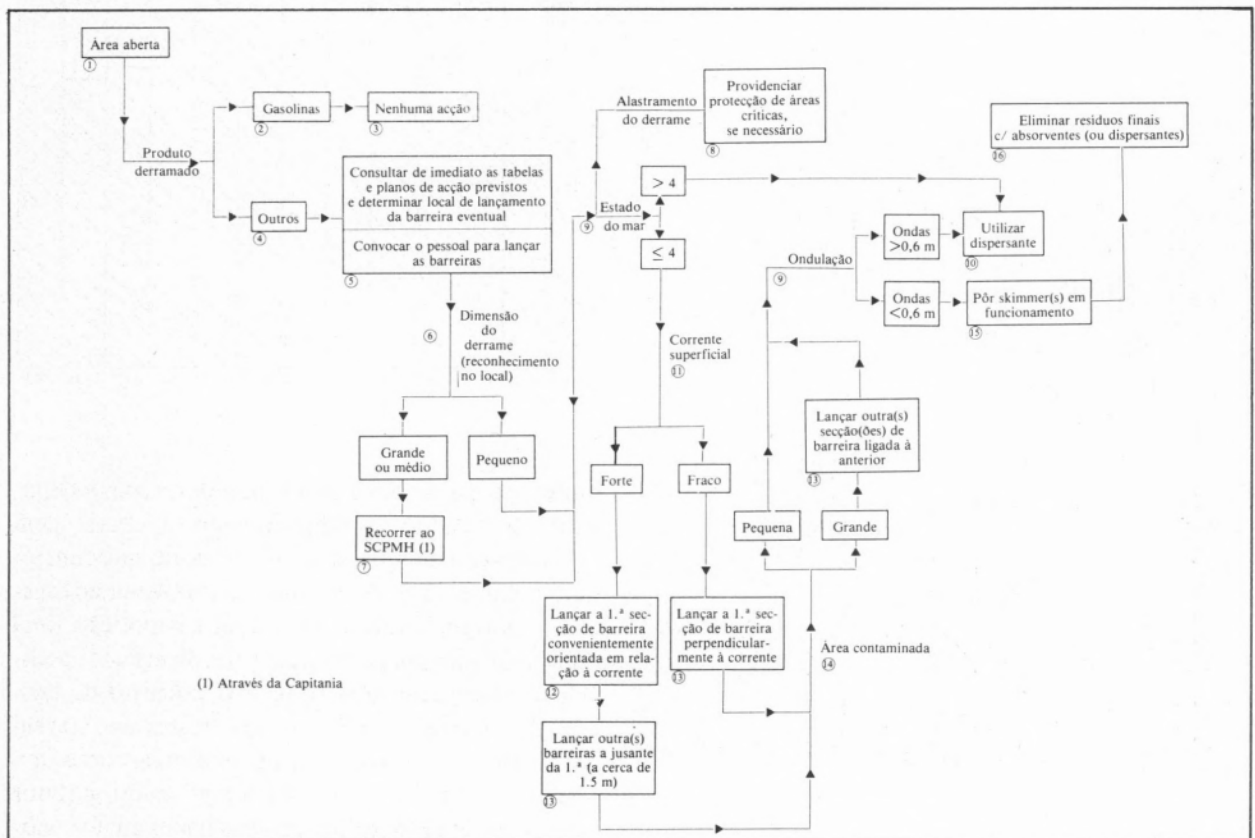 Área aberta
①
Produto
derramado
Gasolinas
②
Nenhuma acção
③
Outros
④
Consultar de imediato as tabelas
e planos de acção previstos
e determinar local de lançamento
da barreira eventual
Convocar o pessoal para lançar
as barreiras
⑤
⑥
Dimensão
do
derrame
(reconhecimento
no local)
Grande
ou médio
Pequeno
Recorrer ao
SCPMH (1)
⑦
(1) Através da Capitania
Alastramento
do derrame
Providenciar
protecção de áreas
críticas,
se necessário
⑧
⑨
Estado
do mar
> 4
≤ 4
Corrente
superficial
⑪
Forte
Fraco
Lançar a 1.ª sec-
ção de barreira
convenientemente
orientada em rela-
ção à corrente
⑫
Lançar outra(s)
barreiras a jusante
da 1.ª (a cerca de
1.5 m)
⑬
Lançar a 1.ª sec-
ção de barreira
perpendicular-
mente à corrente
⑬
Área contaminada
⑭
Pequena
Grande
Lançar outra(s)
secção(ões) de
barreira ligada à
anterior
⑬
Ondulação
⑨
Ondas
>0,6 m
Utilizar
dispersante
⑩
Ondas
<0,6 m
Pôr skimmer(s) em
funcionamento
⑮
Eliminar resíduos finais
c/ absorventes (ou dispersantes)
⑯